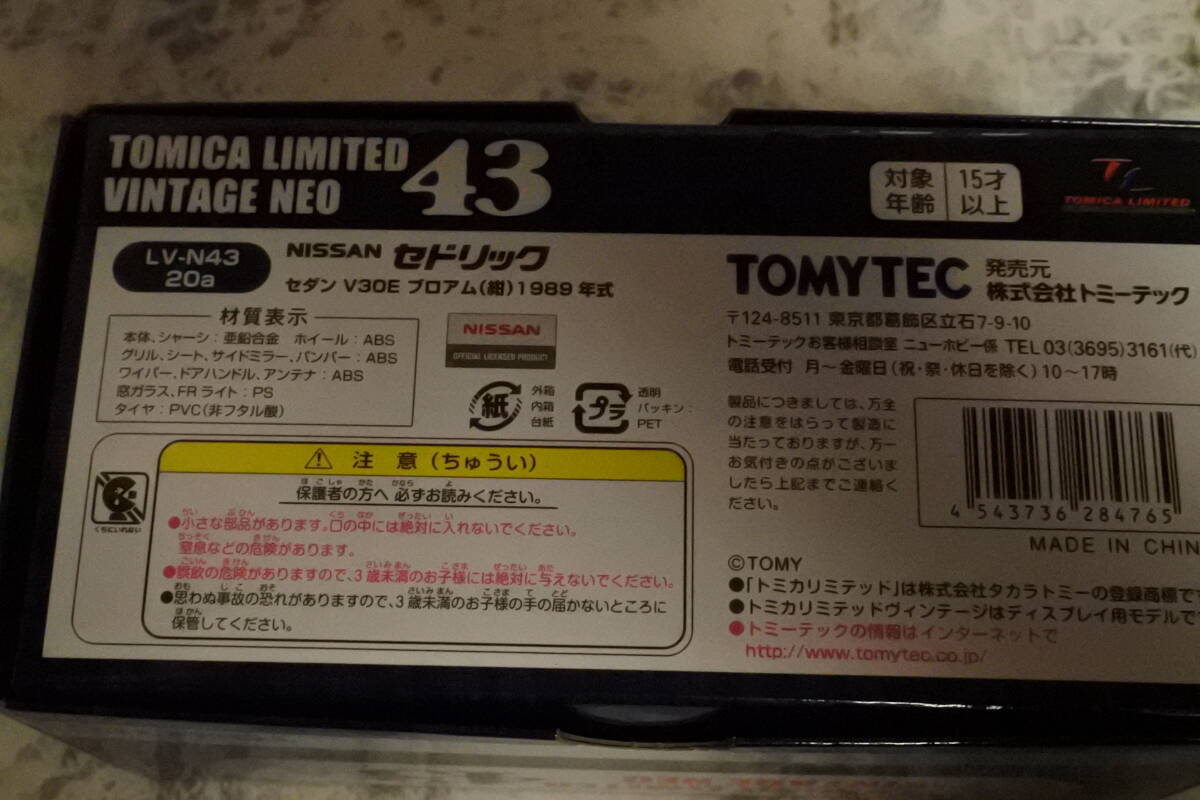 TOMICA LIMITED
VINTAGE NEO
43
対象
年齢
15才
以上
TOMICA LIMITED
LV-N43
20a
NISSAN セドリック
セダン V30E ブロアム(紺)1989年式
材質表示
本体、シャーシ:亜鉛合金 ホイール:ABS
グリル、シート、サイドミラー、バンパー:ABS
ワイパー、ドアハンドル、アンテナ:ABS
窓ガラス、FRライト:PS
タイヤ:PVC(非フタル酸)
NISSAN
OFFICIAL LICENSED PRODUCT
紙
外箱
内箱
台紙
プラ
透明
パッキン:
PET
くちにいれない
注 意(ちゅうい)
保護者の方へ 必ずお読みください。
●小さな部品があります。口の中には絶対に入れないでください。
窒息などの危険があります。
●誤飲の危険がありますので、3歳未満のお子様には絶対に与えないでください。
●思わぬ事故の恐れがありますので、3歳未満のお子様の手の届かないところに
保管してください。
TOMYTEC
発売元
株式会社トミーテック
〒124-8511 東京都葛飾区立石7-9-10
トミーテックお客様相談室 ニューホビー係 TEL 03(3695)3161(代)
電話受付 月〜金曜日(祝・祭・休日を除く)10〜17時
製品につきましては、万全
の注意をはらって製造に
当たっておりますが、万一
お気付きの点がございま
したら上記までご連絡く
ださい。
4 543736 284765
MADE IN CHIN
©TOMY
●「トミカリミテッド」は株式会社タカラトミーの登録商標です
●トミカリミテッドヴィンテージはディスプレイ用モデルで
●トミーテックの情報はインターネットで
http://www.tomytec.co.jp/